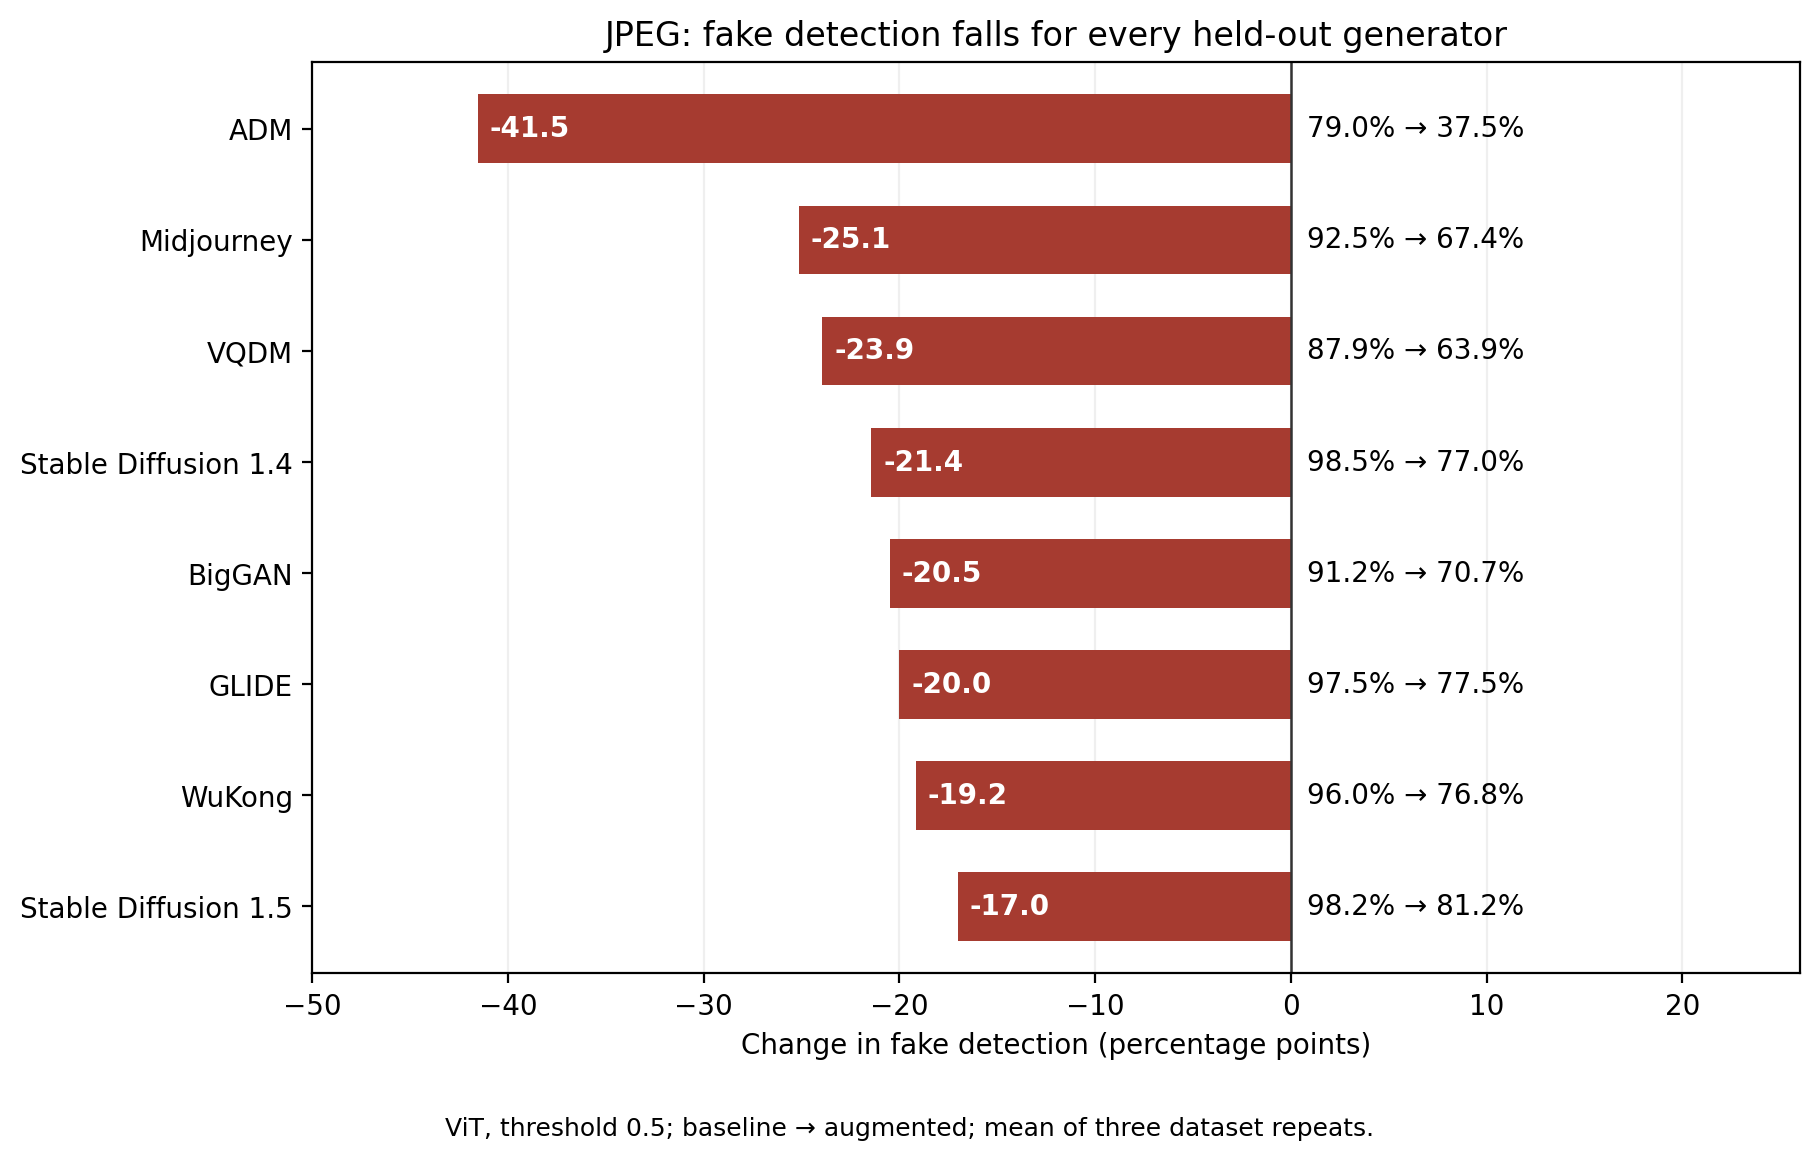 JPEG: fake detection falls for every held-out generator
ADM -41.5 79.0% → 37.5%
Midjourney -25.1 92.5% → 67.4%
VQDM -23.9 87.9% → 63.9%
Stable Diffusion 1.4 -21.4 98.5% → 77.0%
BigGAN -20.5 91.2% → 70.7%
GLIDE -20.0 97.5% → 77.5%
WuKong -19.2 96.0% → 76.8%
Stable Diffusion 1.5 -17.0 98.2% → 81.2%
−50 −40 −30 −20 −10 0 10 20
Change in fake detection (percentage points)
ViT, threshold 0.5; baseline → augmented; mean of three dataset repeats.